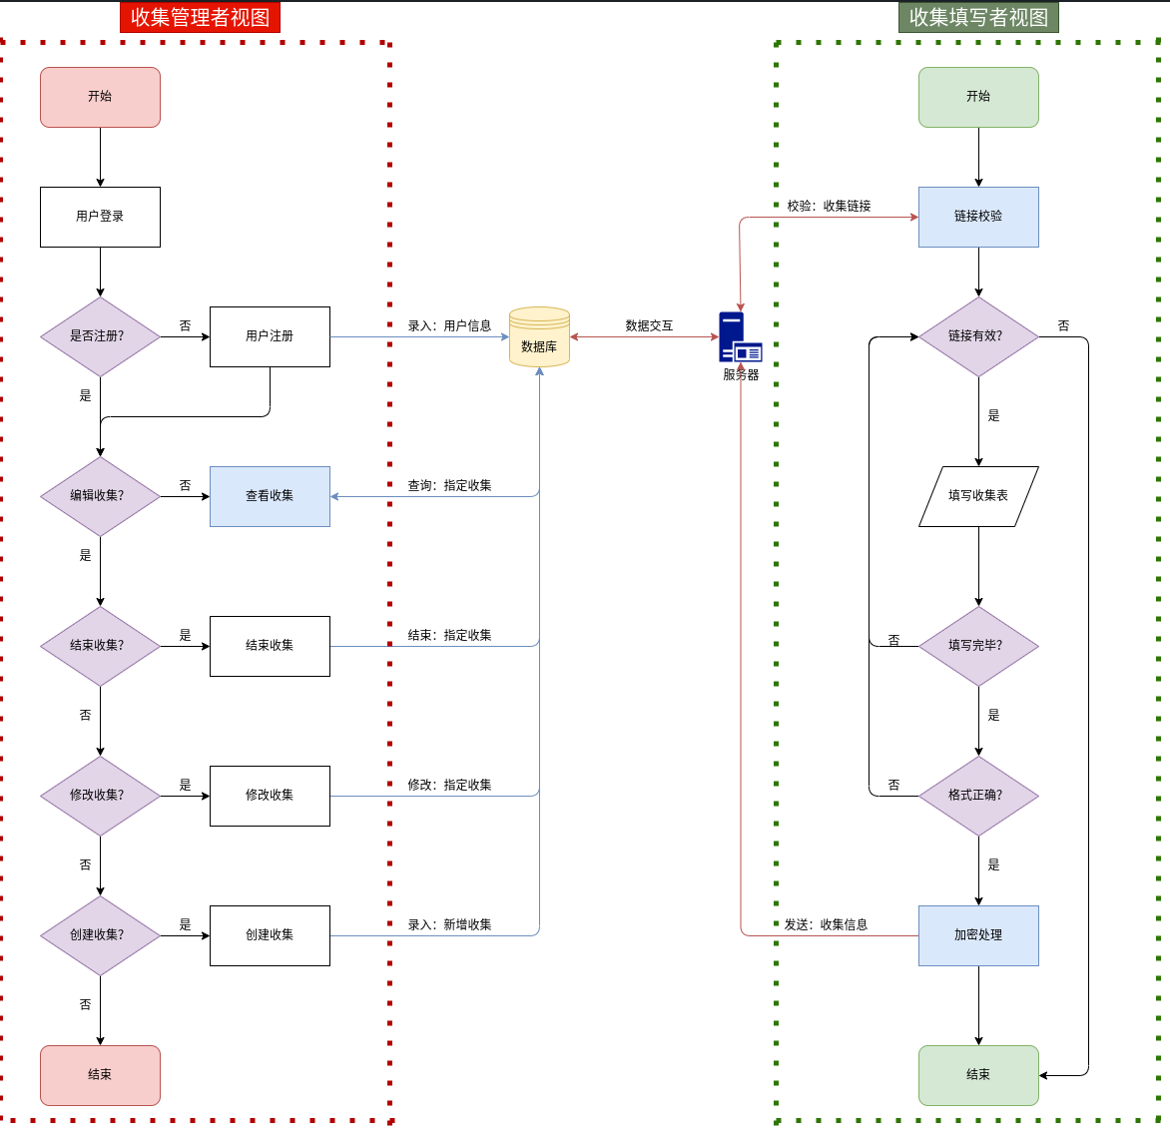 收集管理者视图
开始
用户登录
是否注册？
否
用户注册
是
编辑收集？
否
查看收集
是
结束收集？
是
结束收集
否
修改收集？
是
修改收集
否
创建收集？
是
创建收集
否
结束
录入：用户信息
数据库
数据交互
服务器
查询：指定收集
结束：指定收集
修改：指定收集
录入：新增收集
收集填写者视图
开始
校验：收集链接
链接校验
链接有效？
否
是
填写收集表
填写完毕？
否
是
格式正确？
否
是
发送：收集信息
加密处理
结束